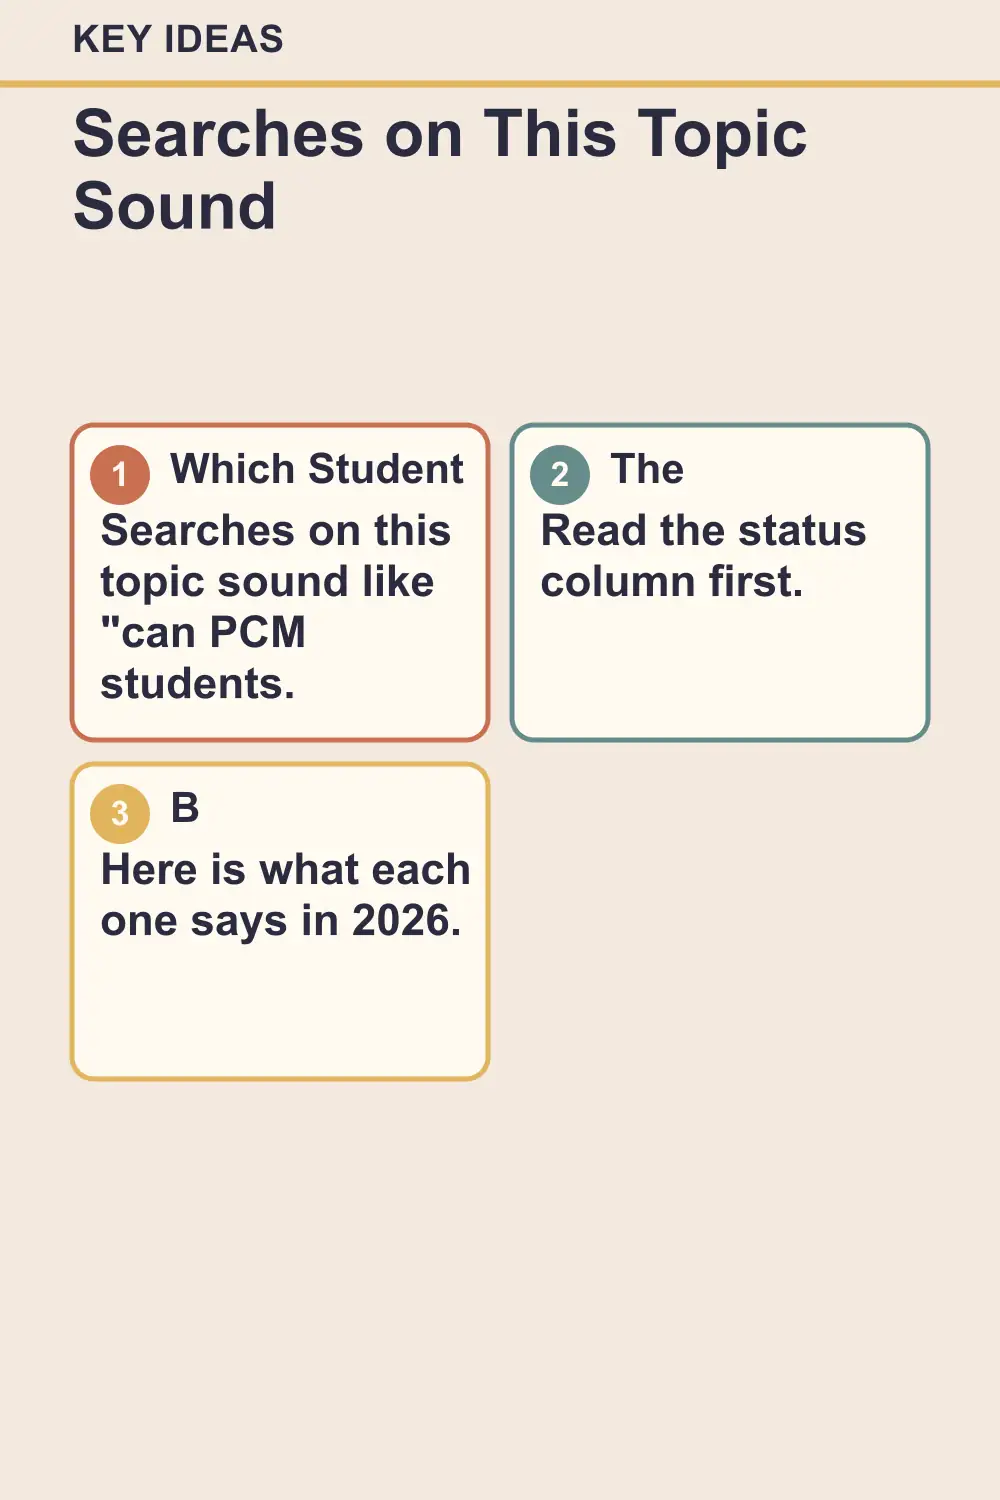 KEY IDEAS
Searches on This Topic
Sound
1 Which Student
Searches on this
topic sound like
"can PCM
students.
2 The
Read the status
column first.
3 B
Here is what each
one says in 2026.